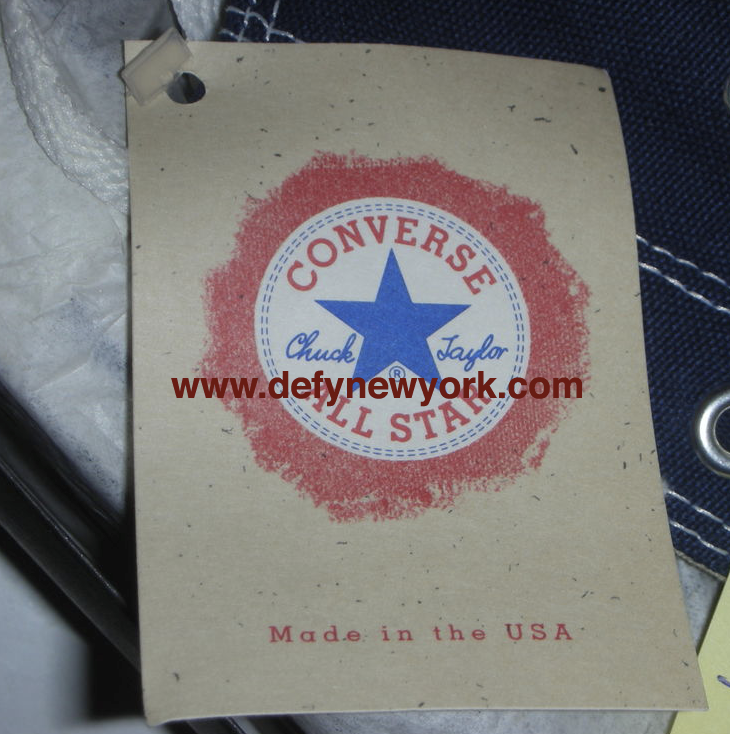 CONVERSE
Chuck Taylor
®
www.defynewyork.com
ALL STAR
Made in the USA